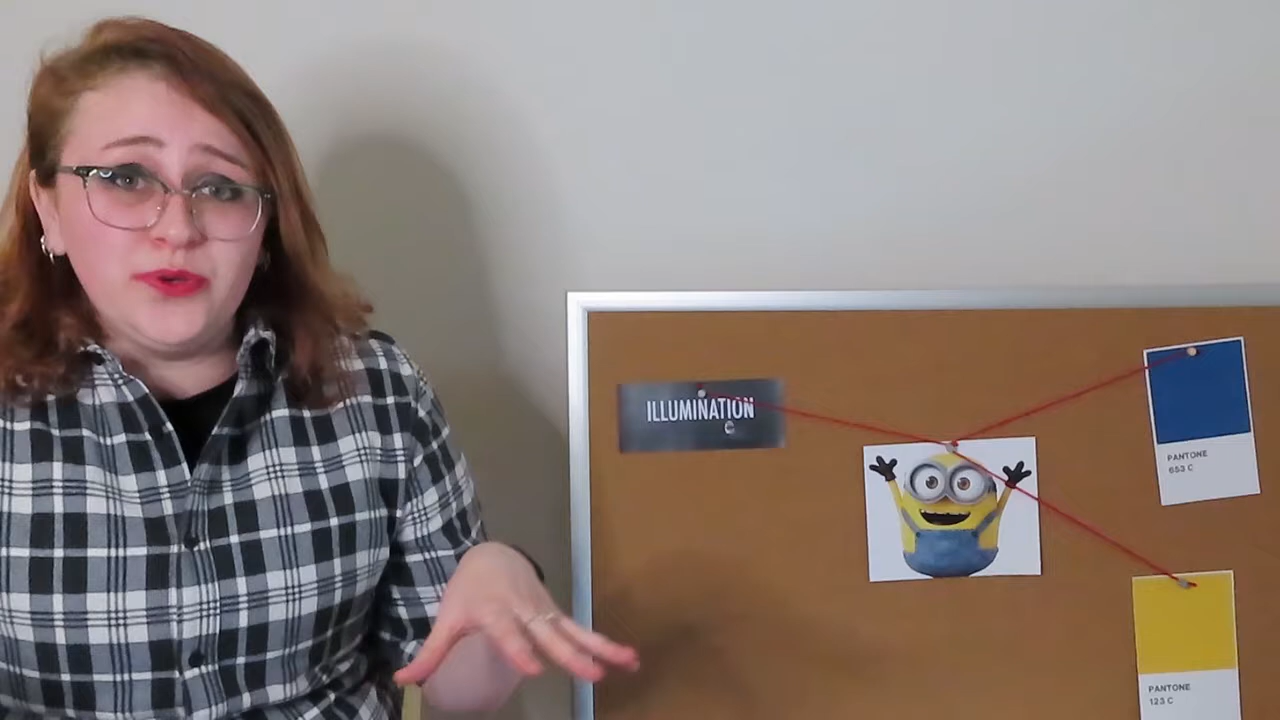 ILLUMINATION
PANTONE
653 C
PANTONE
123 C